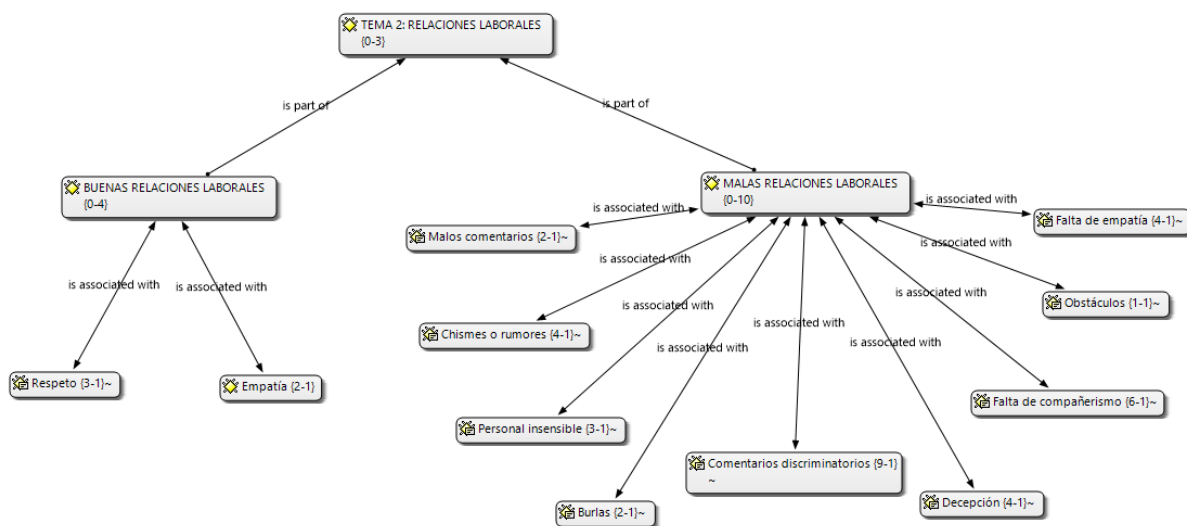 TEMA 2: RELACIONES LABORALES
{0-3}
is part of
is part of
BUENAS RELACIONES LABORALES
{0-4}
MALAS RELACIONES LABORALES
{0-10}
is associated with
is associated with
Falta de empatía {4-1}~
Malos comentarios {2-1}~
is associated with
is associated with
is associated with
is associated with
is associated with
is associated with
Obstáculos {1-1}~
is associated with
Chismes o rumores {4-1}~
is associated with
is associated with
Respeto {3-1}~
Empatía {2-1}
Falta de compañerismo {6-1}~
Personal insensible {3-1}~
Comentarios discriminatorios {9-1}
~
Burlas {2-1}~
Decepción {4-1}~